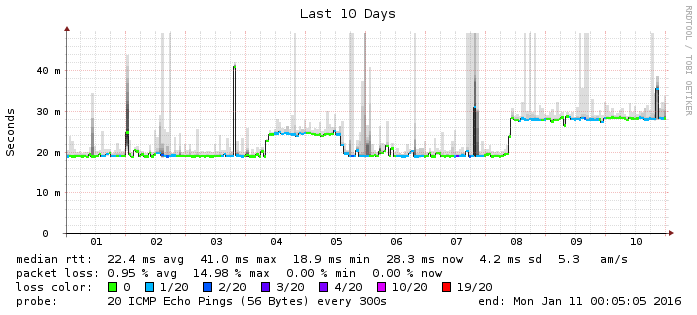 Last 10 Days
RRDTOOL / TOBI OETIKER
Seconds
40 m
30 m
20 m
10 m
0
01 02 03 04 05 06 07 08 09 10
median rtt: 22.4 ms avg 41.0 ms max 18.9 ms min 28.3 ms now 4.2 ms sd 5.3 am/s
packet loss: 0.95 % avg 14.98 % max 0.00 % min 0.00 % now
loss color: 0 1/20 2/20 3/20 4/20 10/20 19/20
probe: 20 ICMP Echo Pings (56 Bytes) every 300s end: Mon Jan 11 00:05:05 2016